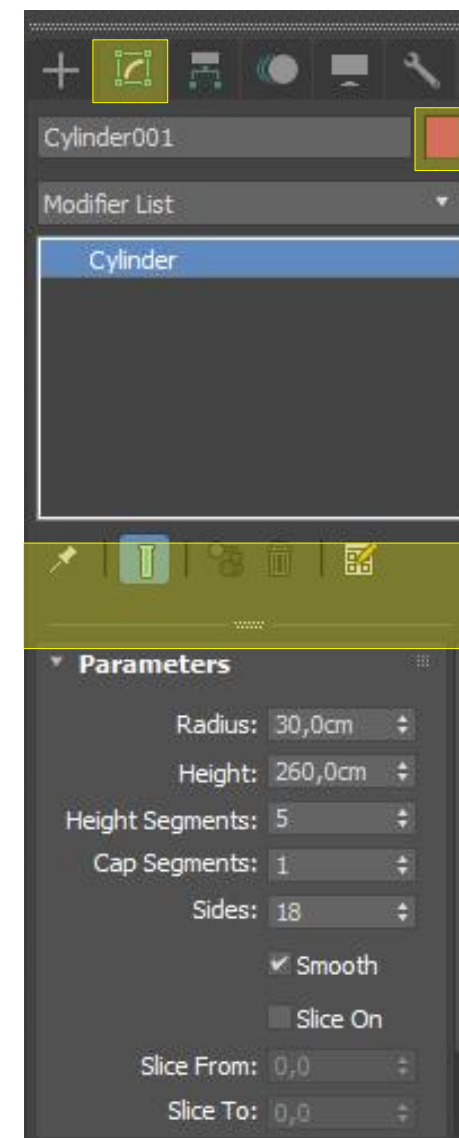 Cylinder001
Modifier List
Cylinder
Parameters
Radius: 30,0cm
Height: 260,0cm
Height Segments: 5
Cap Segments: 1
Sides: 18
Smooth
Slice On
Slice From: 0,0
Slice To: 0,0